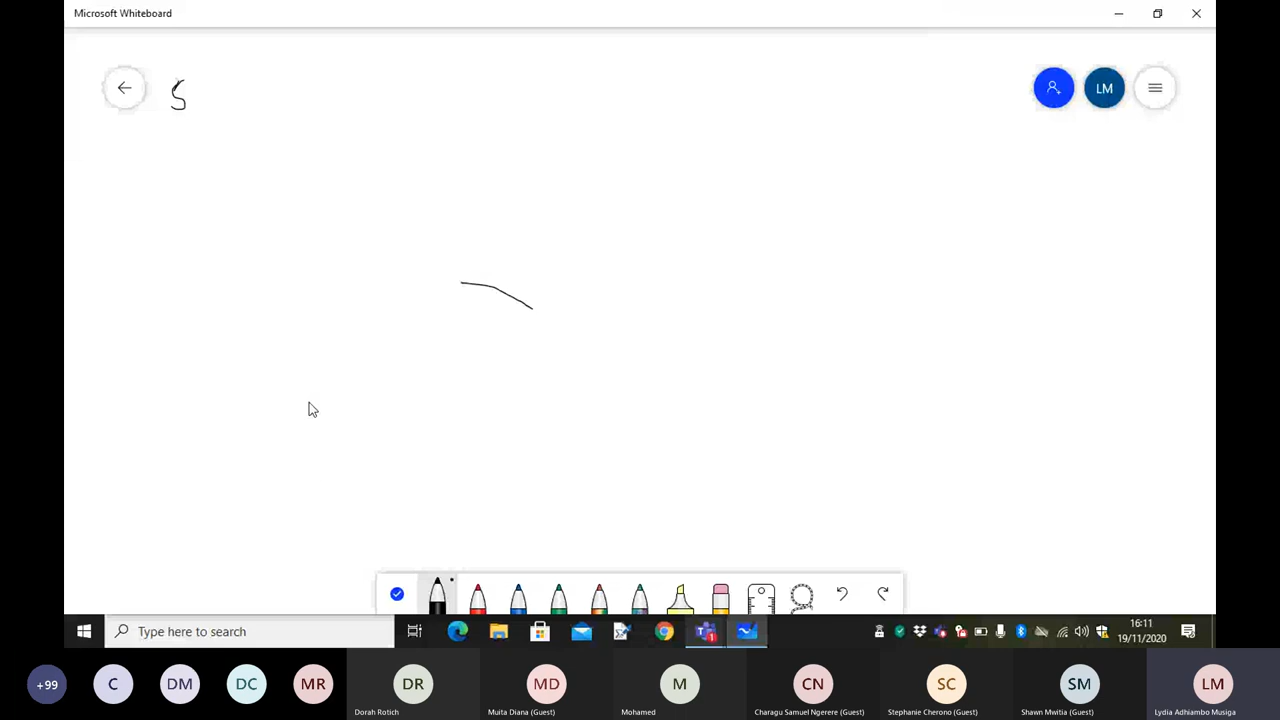 Microsoft Whiteboard
S
LM
Type here to search
1
16:11
19/11/2020
+99
C
DM
DC
MR
DR
MD
M
CN
SC
SM
LM
Dorah Rotich
Muita Diana (Guest)
Mohamed
Charagu Samuel Ngerere (Guest)
Stephanie Cherono (Guest)
Shawn Mwitia (Guest)
Lydia Adhiambo Musiga